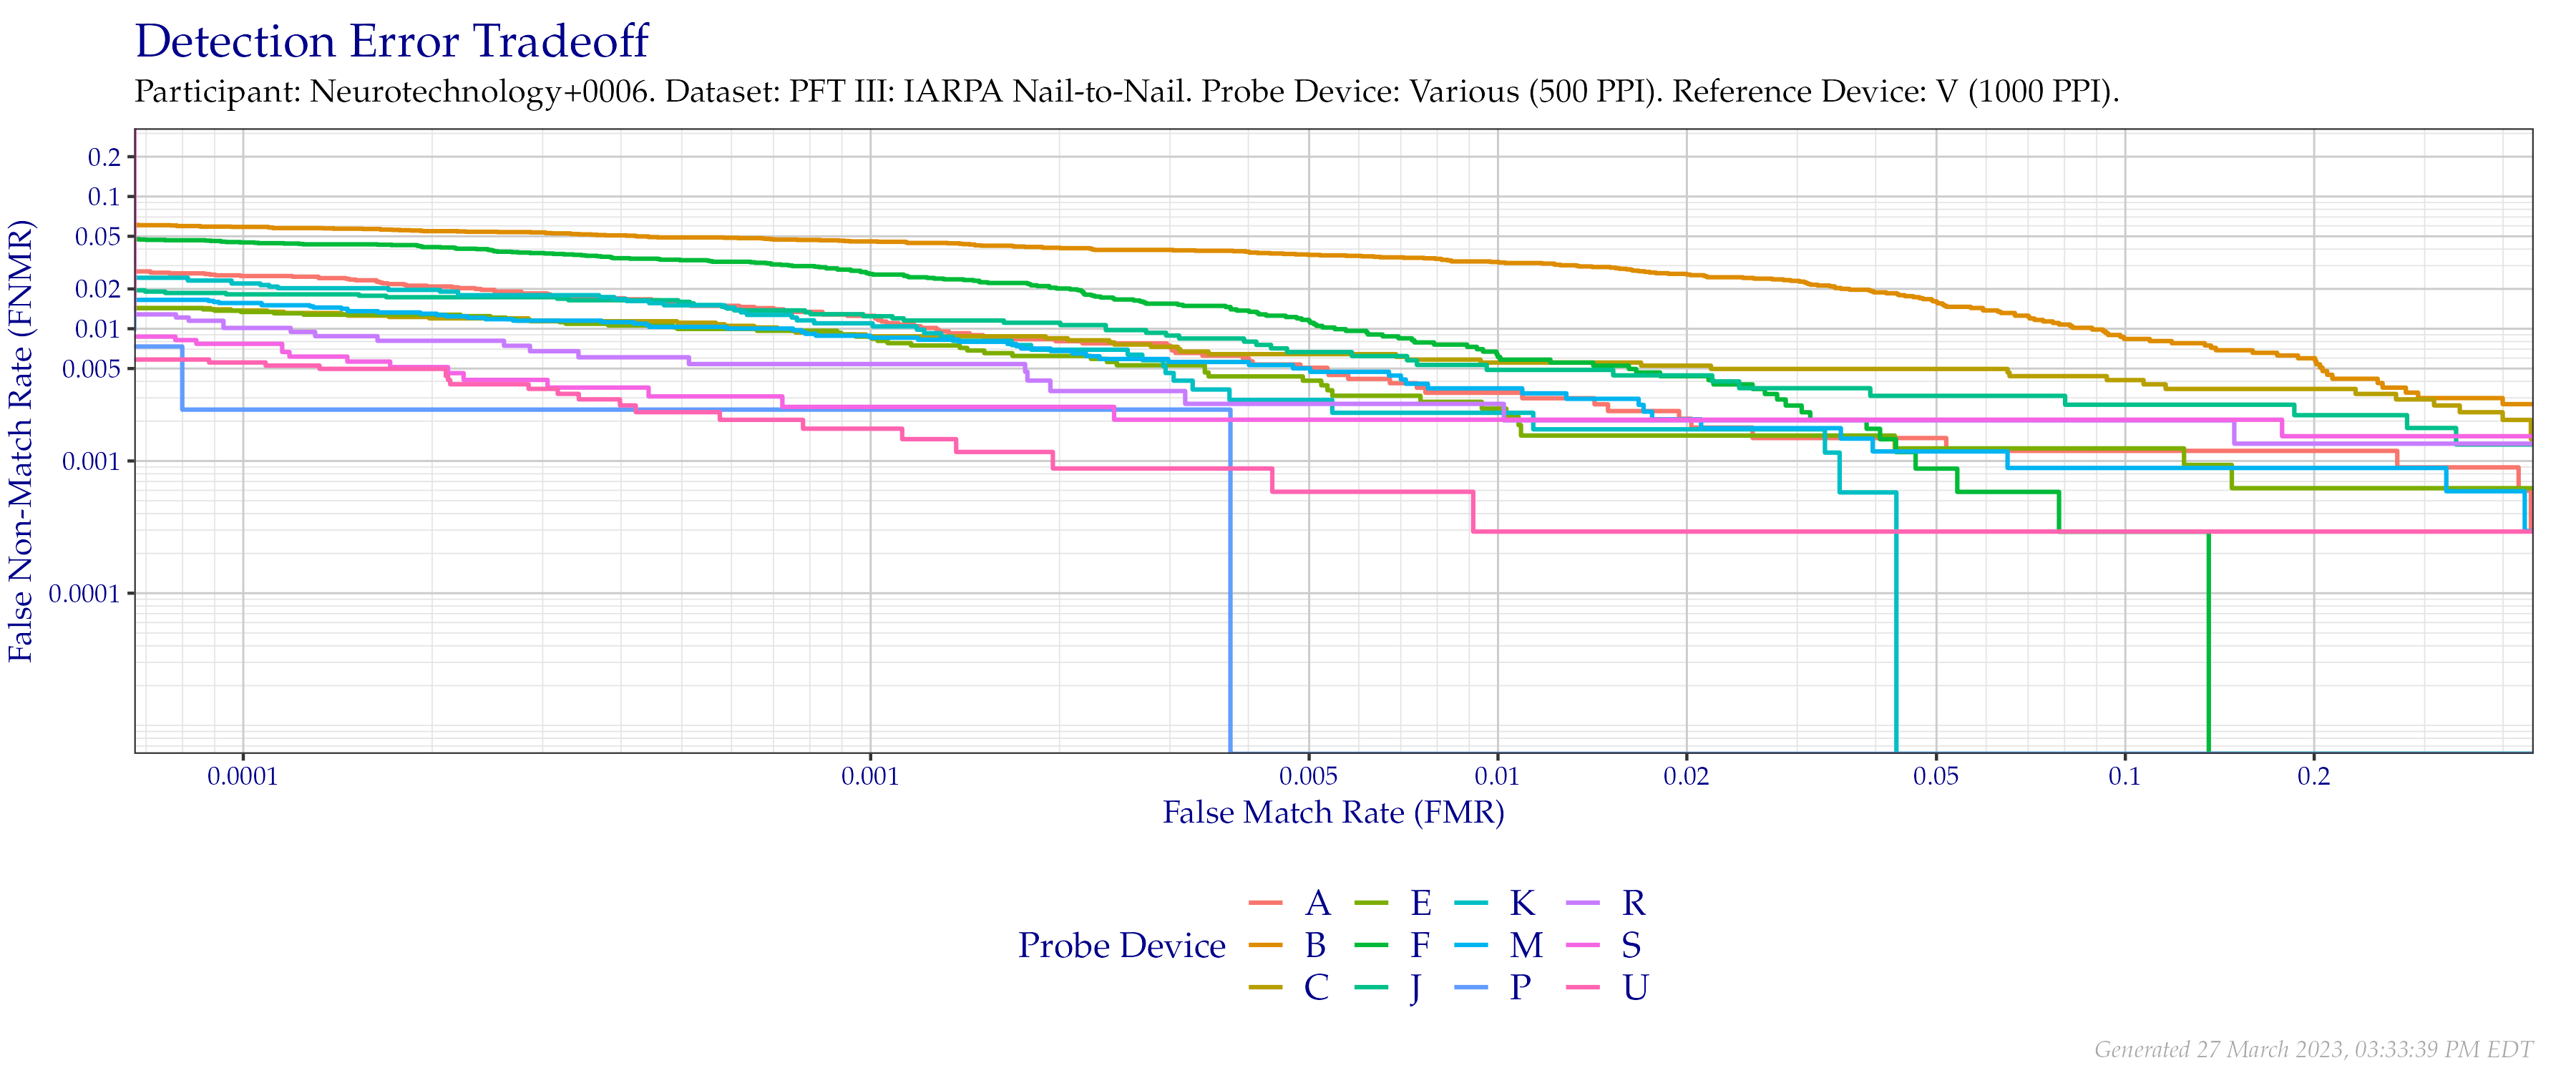 Detection Error Tradeoff
Participant: Neurotechnology+0006. Dataset: PFT III: IARPA Nail-to-Nail. Probe Device: Various (500 PPI). Reference Device: V (1000 PPI).
False Non-Match Rate (FNMR)
0.2
0.1
0.05
0.02
0.01
0.005
0.001
0.0001
0.0001 0.001 0.005 0.01 0.02 0.05 0.1 0.2
False Match Rate (FMR)
Probe Device
A E K R
B F M S
C J P U
Generated 27 March 2023, 03:33:39 PM EDT